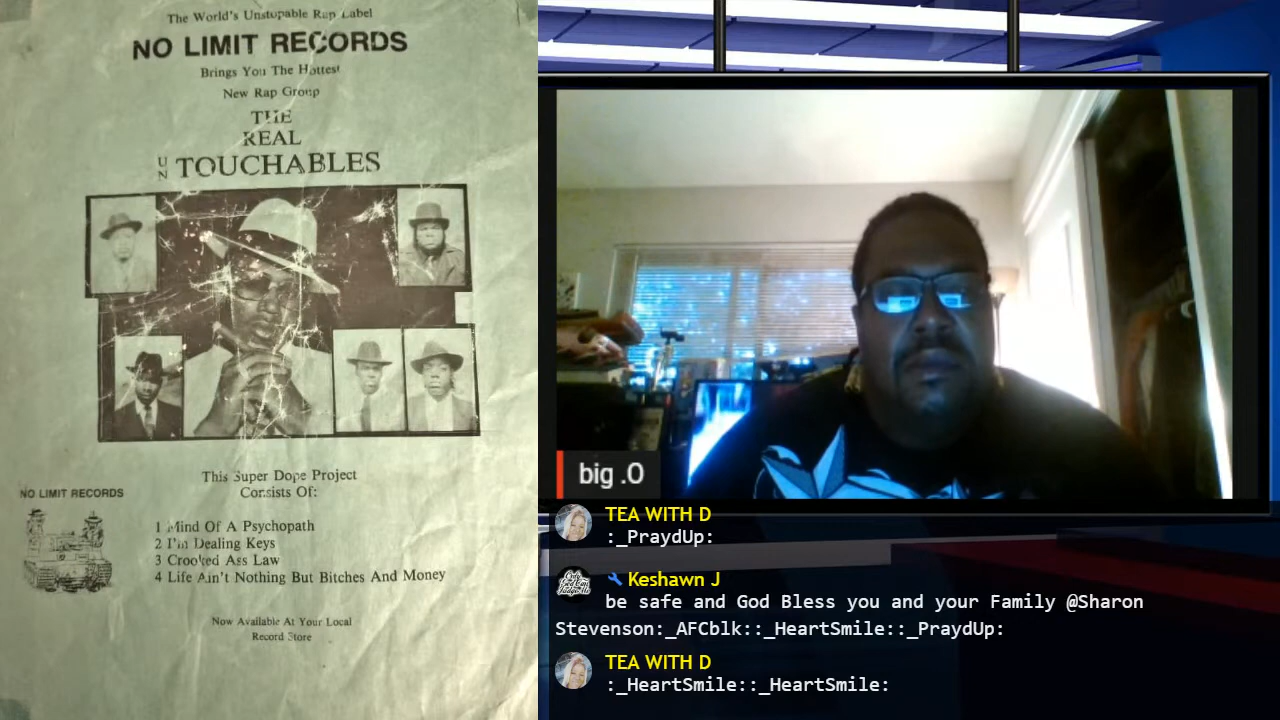 The World's Unstopable Rap Label
NO LIMIT RECORDS
Brings You The Hottest
New Rap Group
THE
REAL
UN TOUCHABLES
This Super Dope Project
Consists Of:
NO LIMIT RECORDS
1 Mind Of A Psychopath
2 I'm Dealing Keys
3 Crooked Ass Law
4 Life Ain't Nothing But Bitches And Money
Now Available At Your Local
Record Store
big .O
TEA WITH D
:_PraydUp:
Keshawn J
be safe and God Bless you and your Family @Sharon
Stevenson:_AFCblk::_HeartSmile::_PraydUp:
TEA WITH D
:_HeartSmile::_HeartSmile: